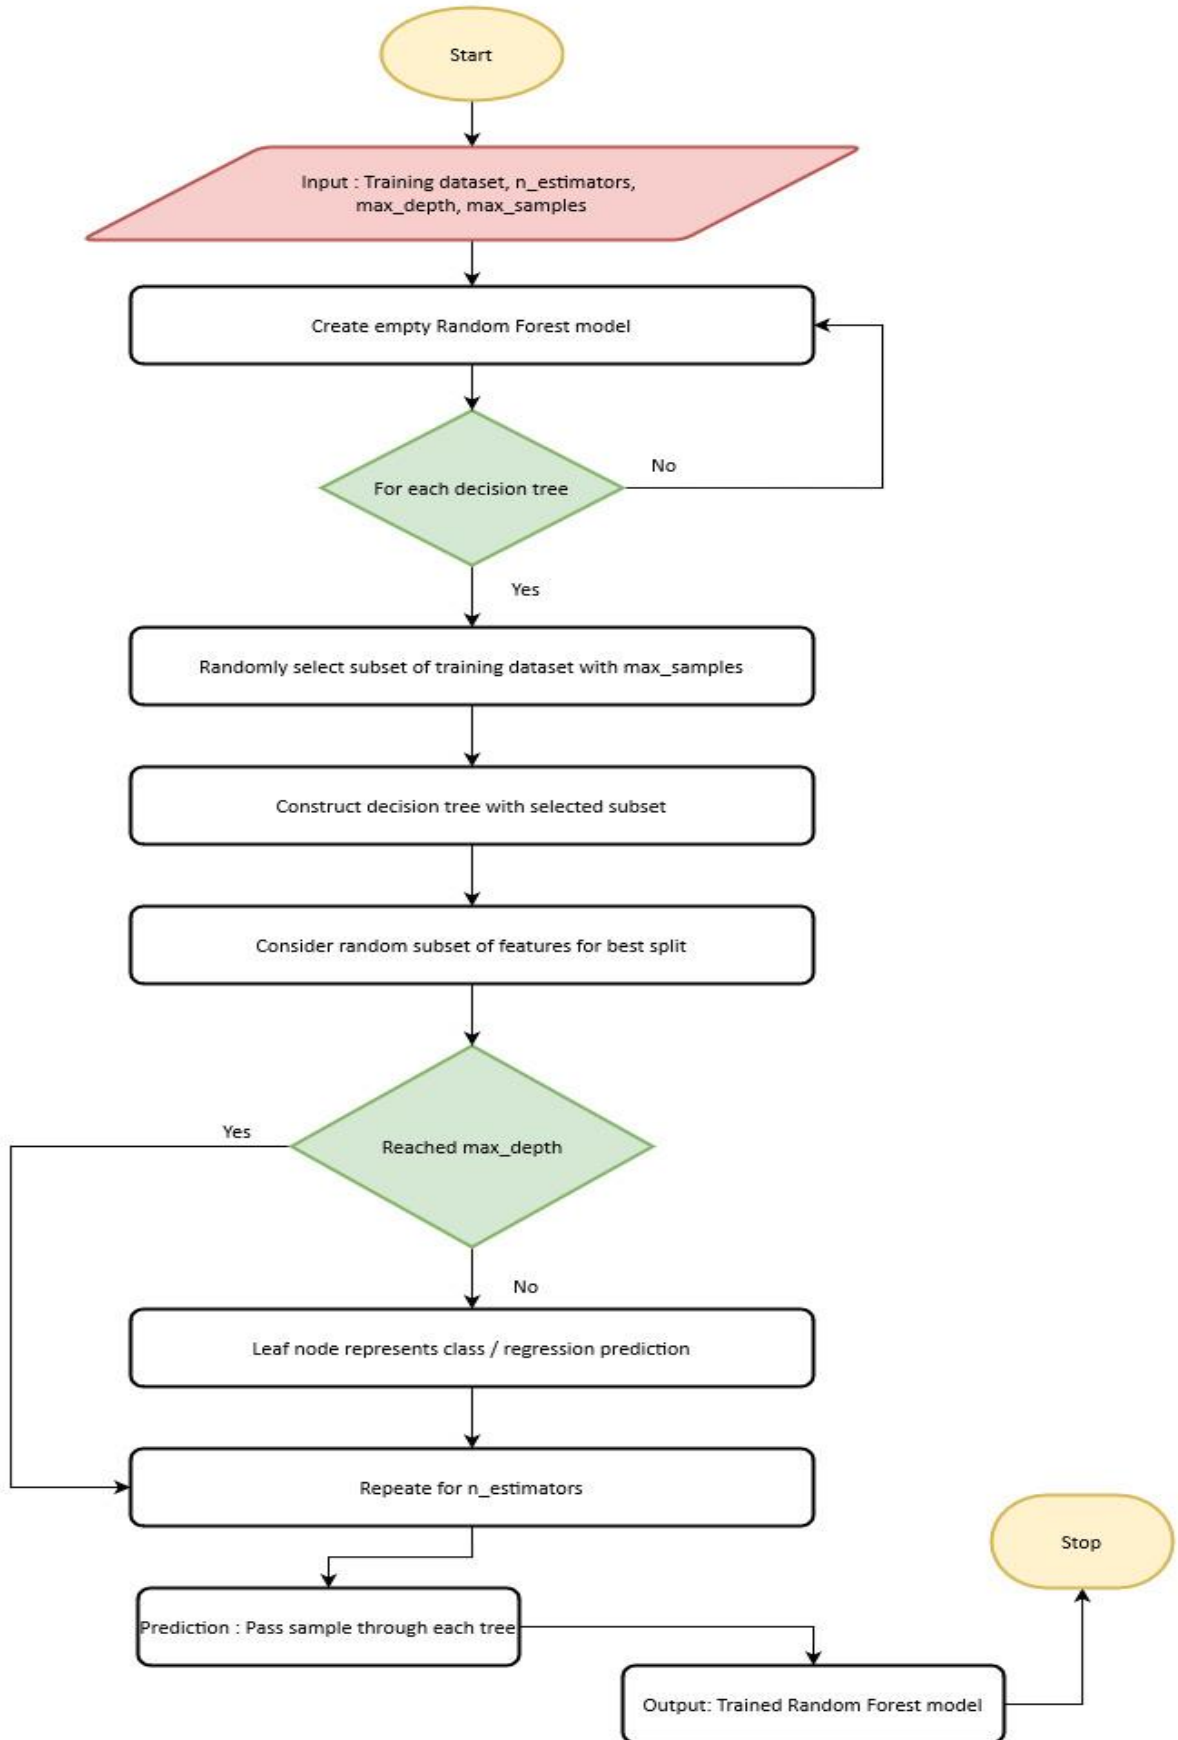 Start
Input : Training dataset, n_estimators,
max_depth, max_samples
Create empty Random Forest model
For each decision tree
No
Yes
Randomly select subset of training dataset with max_samples
Construct decision tree with selected subset
Consider random subset of features for best split
Reached max_depth
Yes
No
Leaf node represents class / regression prediction
Repeate for n_estimators
Prediction : Pass sample through each tree
Output: Trained Random Forest model
Stop